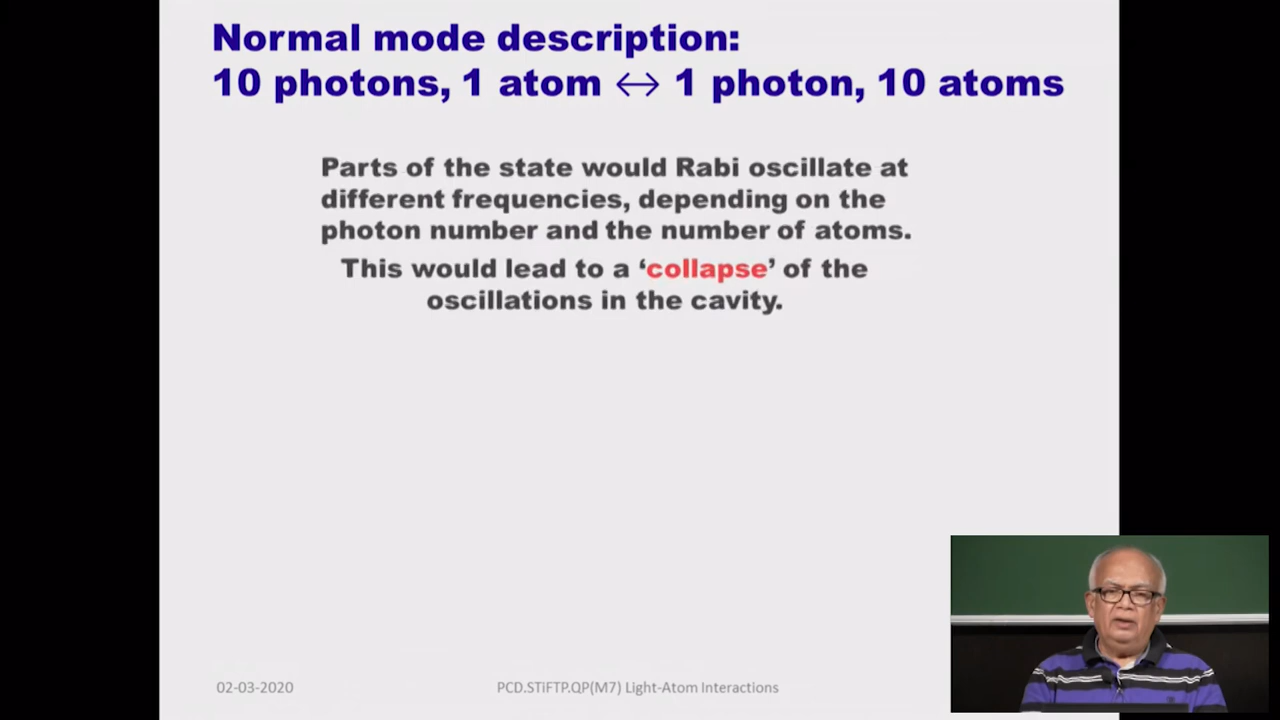 Normal mode description:
10 photons, 1 atom ↔ 1 photon, 10 atoms
Parts of the state would Rabi oscillate at
different frequencies, depending on the
photon number and the number of atoms.
This would lead to a ‘collapse’ of the
oscillations in the cavity.
02-03-2020
PCD.STiFTP.QP(M7) Light-Atom Interactions